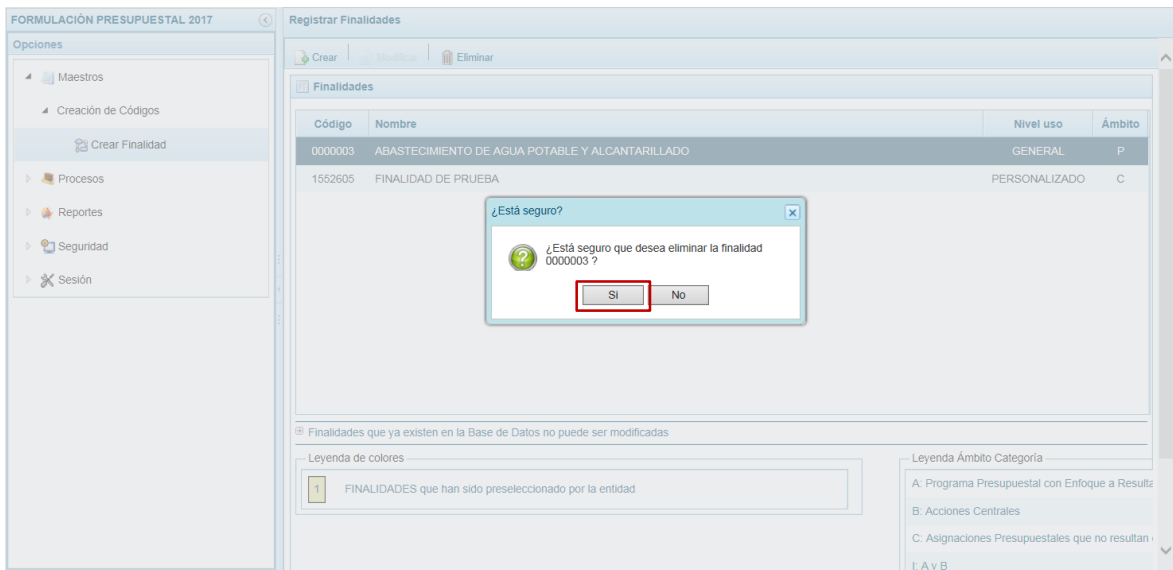 FORMULACIÓN PRESUPUESTAL 2017
Opciones
Maestros
Creación de Códigos
Crear Finalidad
Procesos
Reportes
Seguridad
Sesión
Registrar Finalidades
Crear Modificar Eliminar
Finalidades
Código Nombre Nivel uso Ámbito
0000003 ABASTECIMIENTO DE AGUA POTABLE Y ALCANTARILLADO GENERAL P
1552605 FINALIDAD DE PRUEBA PERSONALIZADO C
¿Está seguro?
¿Está seguro que desea eliminar la finalidad
0000003 ?
Si No
Finalidades que ya existen en la Base de Datos no puede ser modificadas
Leyenda de colores
1 FINALIDADES que han sido preseleccionado por la entidad
Leyenda Ámbito Categoría
A: Programa Presupuestal con Enfoque a Resulta
B: Acciones Centrales
C: Asignaciones Presupuestales que no resultan
I: A y B